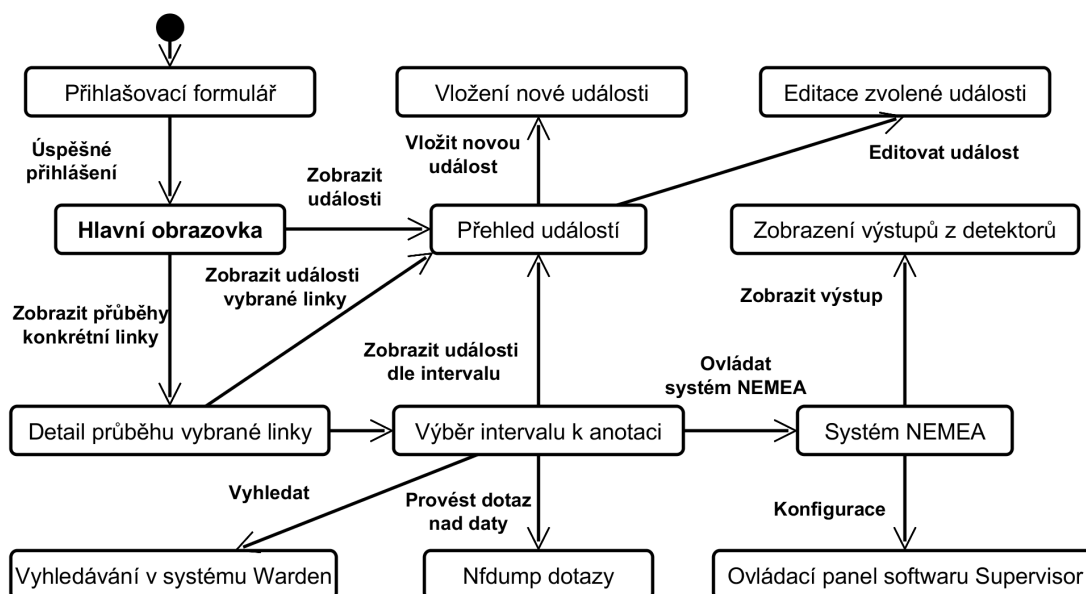 Přihlašovací formulář
Vložení nové události
Editace zvolené události
Úspěšné
přihlášení
Vložit novou
událost
Editovat událost
Zobrazit
události
Hlavní obrazovka
Přehled událostí
Zobrazení výstupů z detektorů
Zobrazit události
vybrané linky
Zobrazit výstup
Zobrazit průběhy
konkrétní linky
Zobrazit události
dle intervalu
Ovládat
systém NEMEA
Detail průběhu vybrané linky
Výběr intervalu k anotaci
Systém NEMEA
Vyhledat
Provést dotaz
nad daty
Konfigurace
Vyhledávání v systému Warden
Nfdump dotazy
Ovládací panel softwaru Supervisor